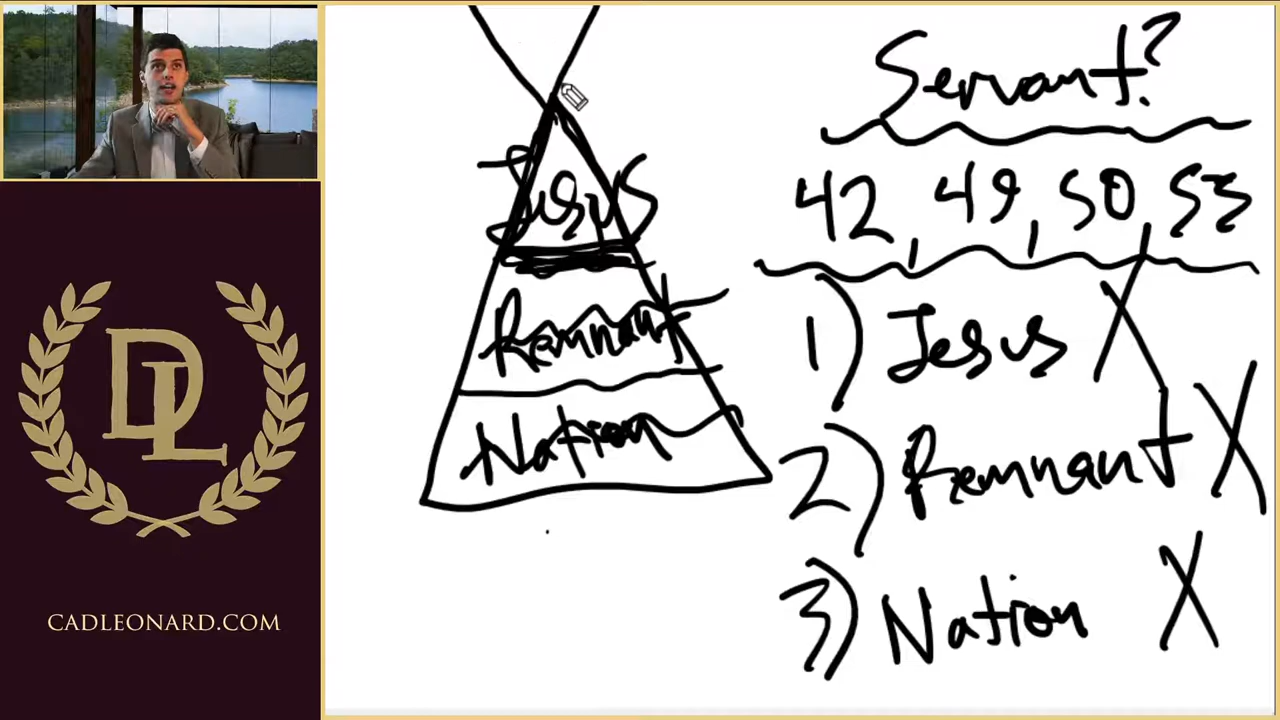 Servant?
42, 49, 50, 53
Jesus
1) Jesus X
Remnant
2) Remnant X
Nation
3) Nation X
DL
CADLEONARD.COM